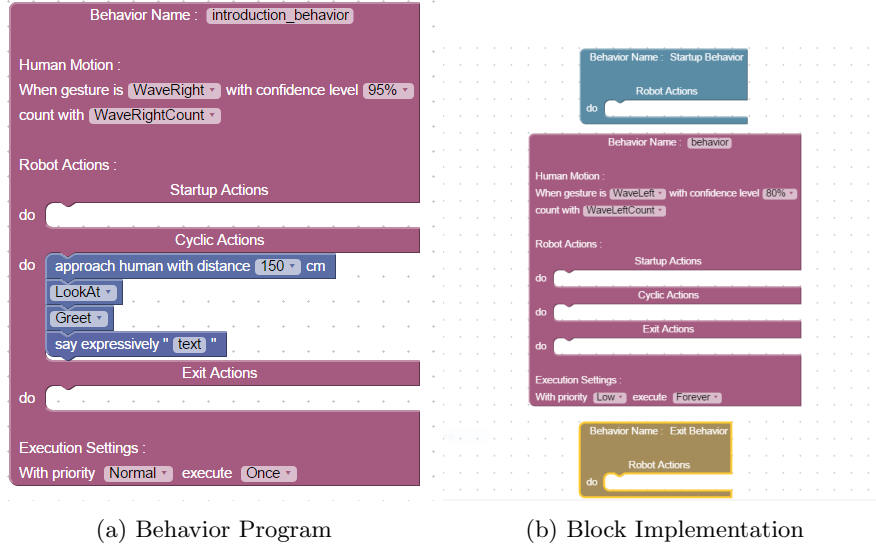 Behavior Name : introduction_behavior
Human Motion :
When gesture is WaveRight with confidence level 95%
count with WaveRightCount
Robot Actions :
Startup Actions
do
Cyclic Actions
do approach human with distance 150 cm
LookAt
Greet
say expressively " text "
Exit Actions
do
Execution Settings :
With priority Normal execute Once
(a) Behavior Program
Behavior Name : Startup Behavior
Robot Actions
do
Behavior Name : behavior
Human Motion :
When gesture is WaveLeft with confidence level 80%
count with WaveLeftCount
Robot Actions :
Startup Actions
do
Cyclic Actions
do
Exit Actions
do
Execution Settings :
With priority Low execute Forever
Behavior Name : Exit Behavior
Robot Actions
do
(b) Block Implementation